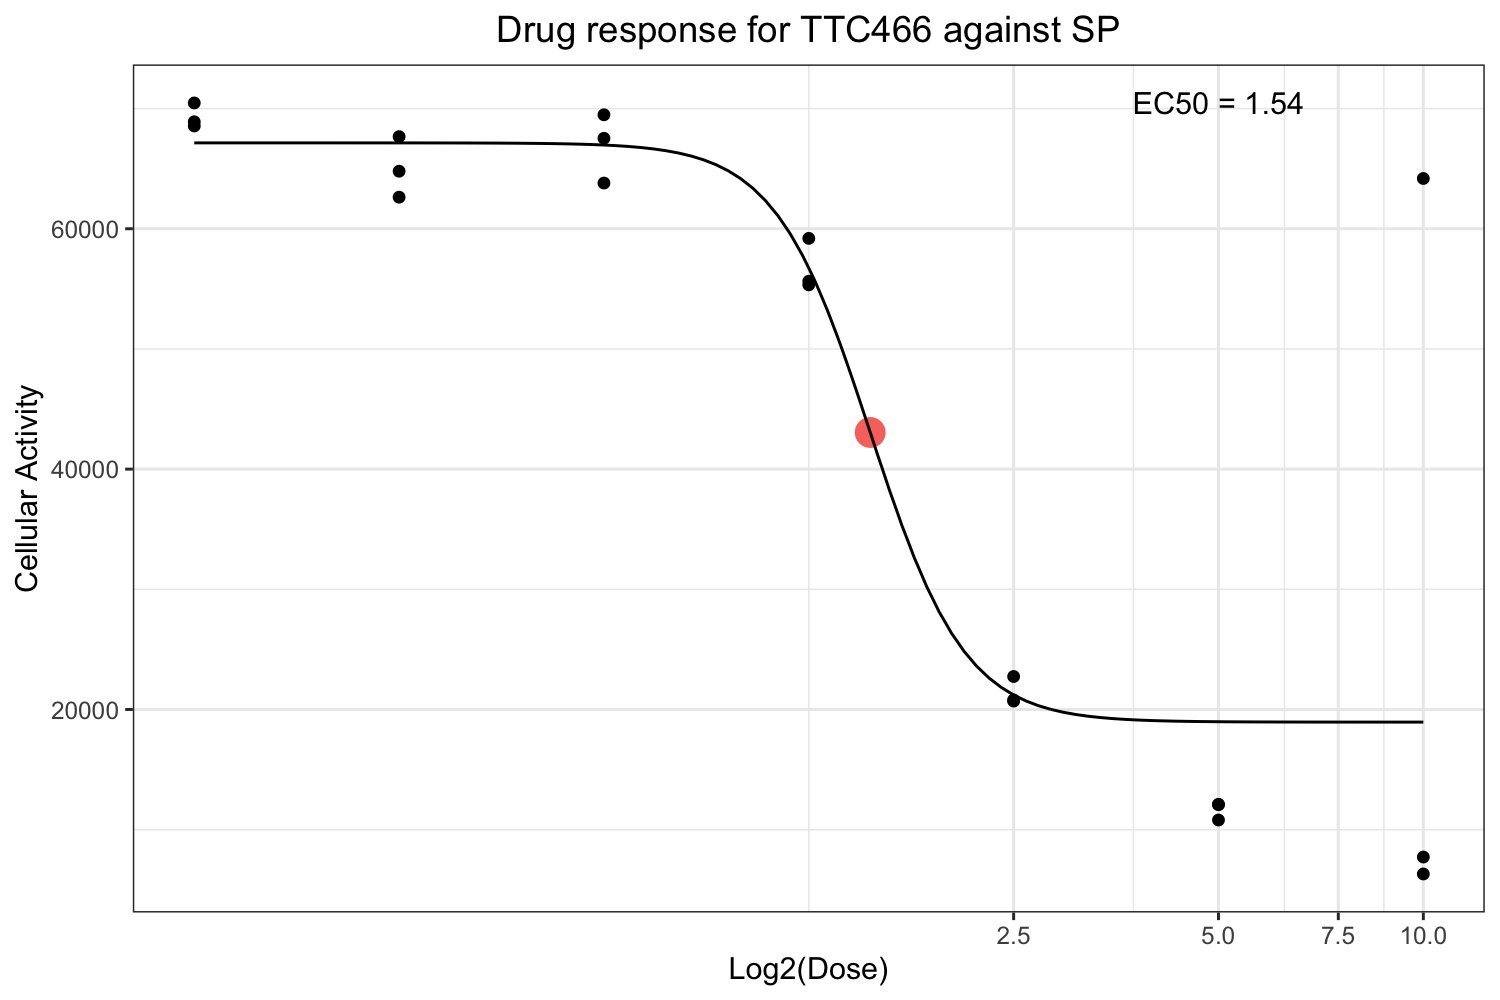 Drug response for TTC466 against SP
EC50 = 1.54
Cellular Activity
60000
40000
20000
2.5 5.0 7.5 10.0
Log2(Dose)